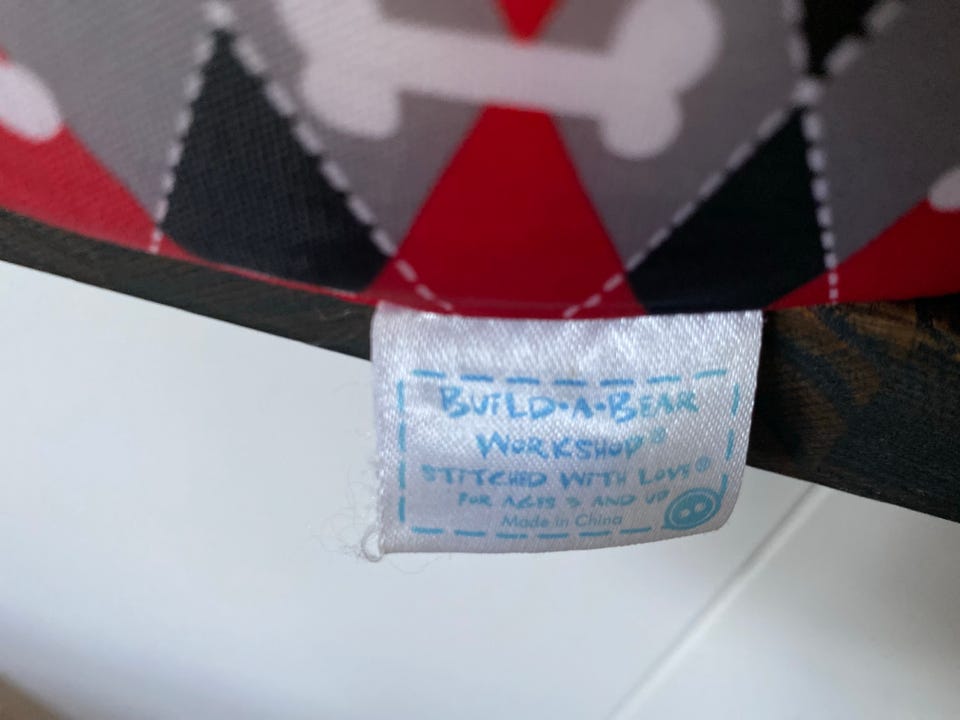 BUILD-A-BEAR
WORKSHOP®
STITCHED WITH LOVE®
FOR AGES 3 AND UP
Made in China